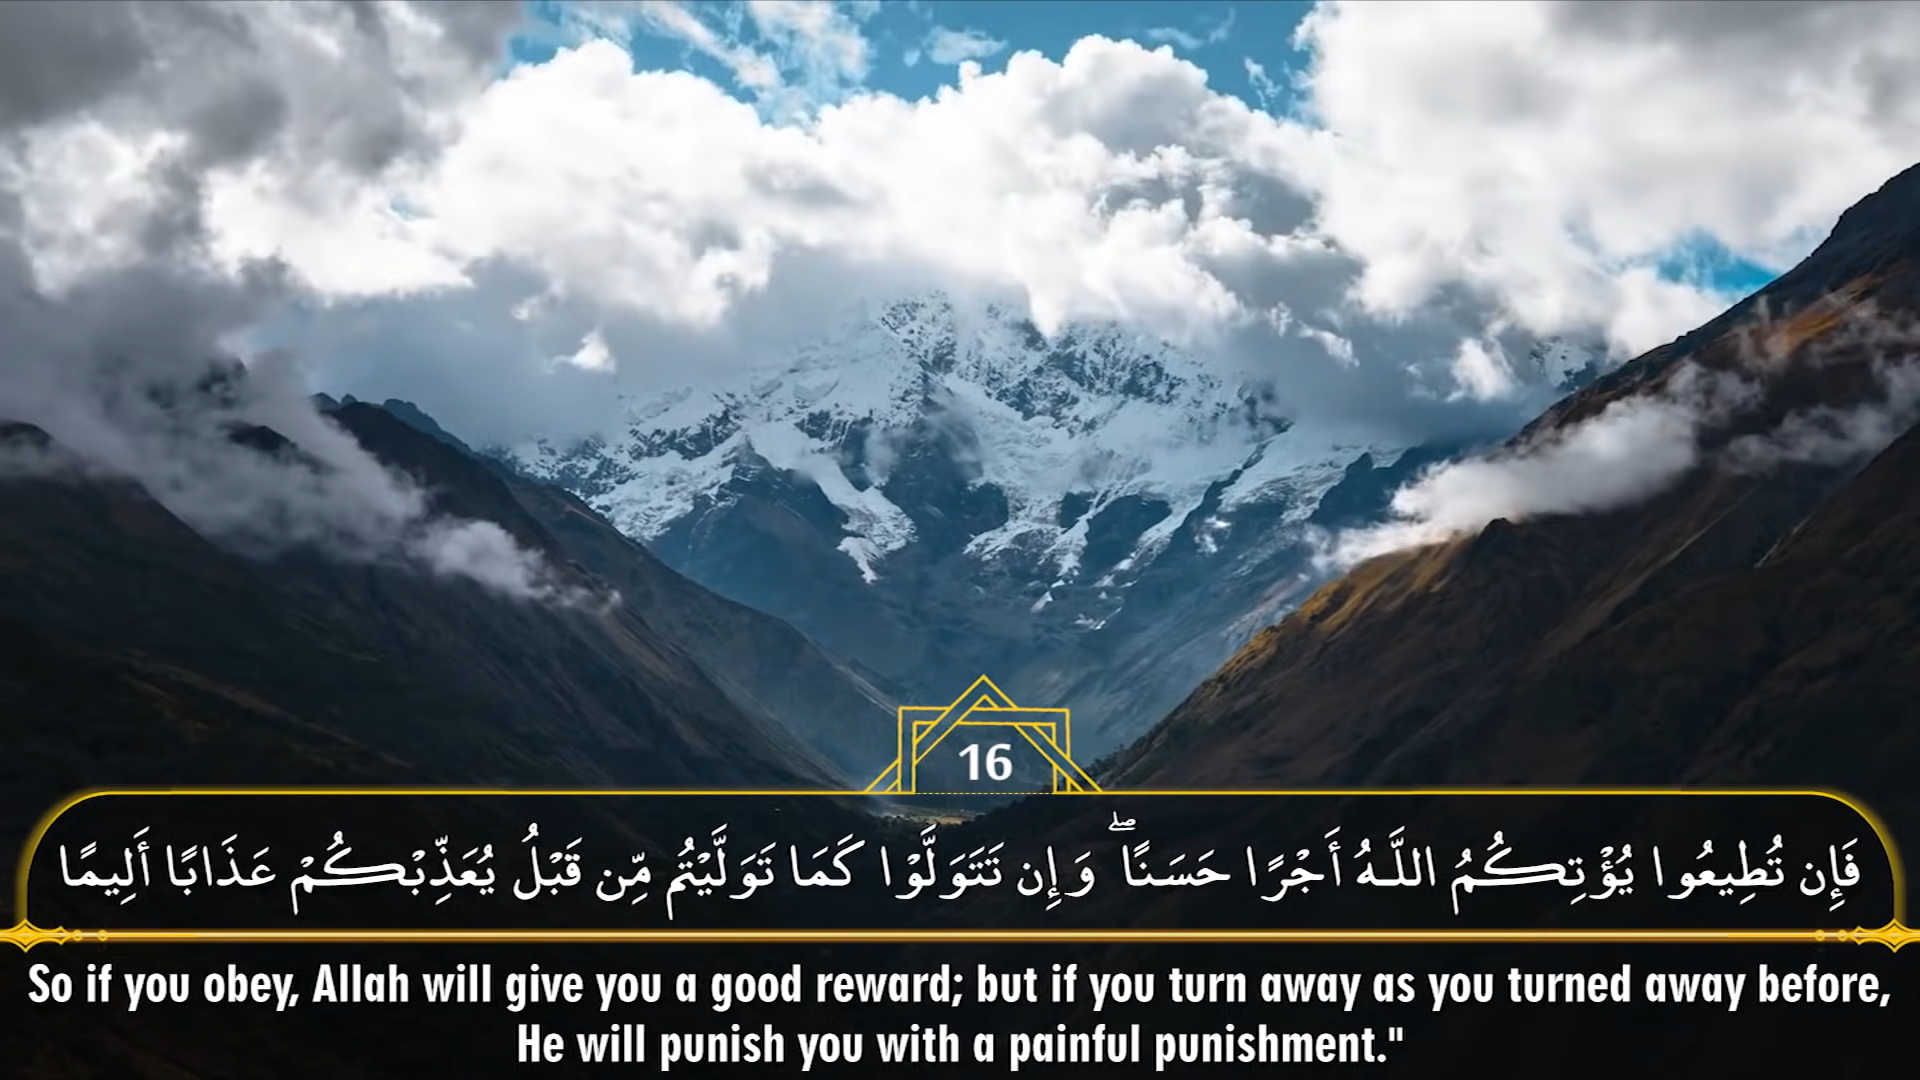 16
فَإِن تُطِيعُوا يُؤْتِكُمُ اللَّـهُ أَجْرًا حَسَنًا ۖ وَإِن تَتَوَلَّوْا كَمَا تَوَلَّيْتُم مِّن قَبْلُ يُعَذِّبْكُمْ عَذَابًا أَلِيمًا
So if you obey, Allah will give you a good reward; but if you turn away as you turned away before,
He will punish you with a painful punishment."